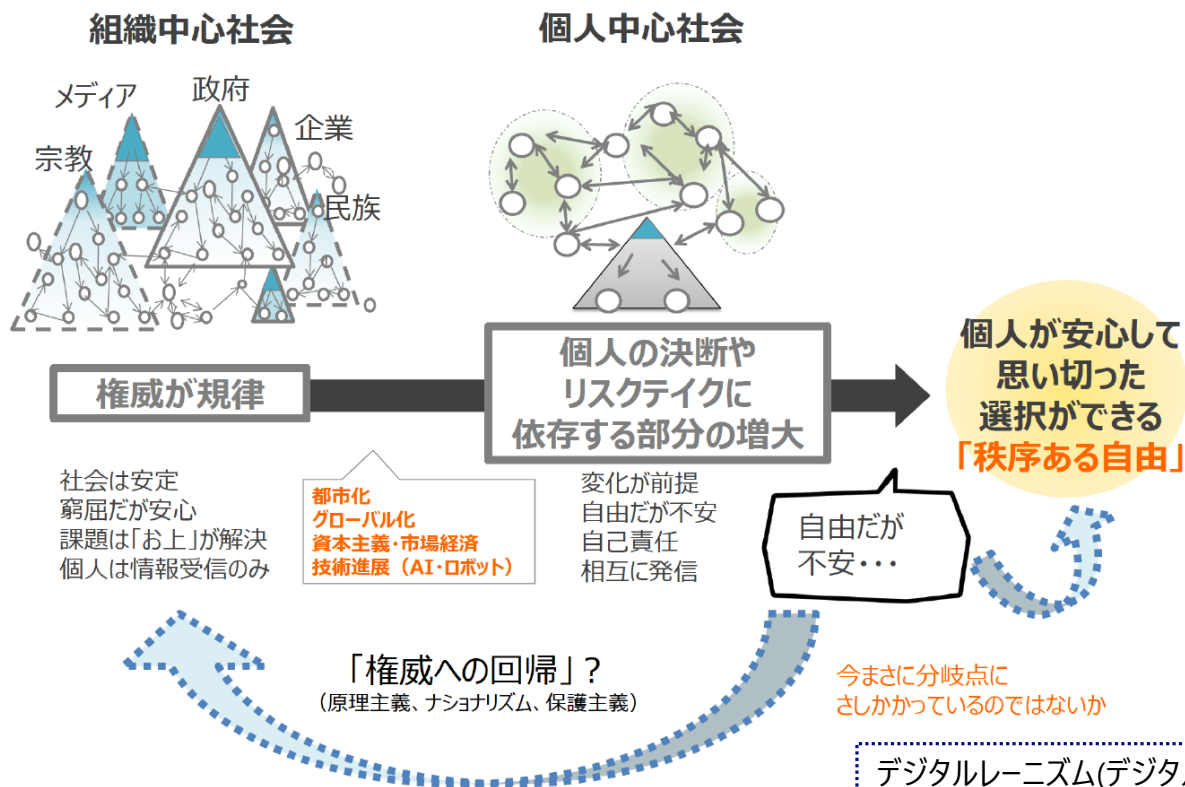 組織中心社会
個人中心社会
メディア
政府
企業
宗教
民族
権威が規律
個人の決断や
リスクテイクに
依存する部分の増大
個人が安心して
思い切った
選択ができる
「秩序ある自由」
社会は安定
窮屈だが安心
課題は「お上」が解決
個人は情報受信のみ
都市化
グローバル化
資本主義・市場経済
技術進展（AI・ロボット）
変化が前提
自由だが不安
自己責任
相互に発信
自由だが
不安・・・
「権威への回帰」？
（原理主義、ナショナリズム、保護主義）
今まさに分岐点に
さしかかっているのではないか
デジタルレーニズム(デジタル